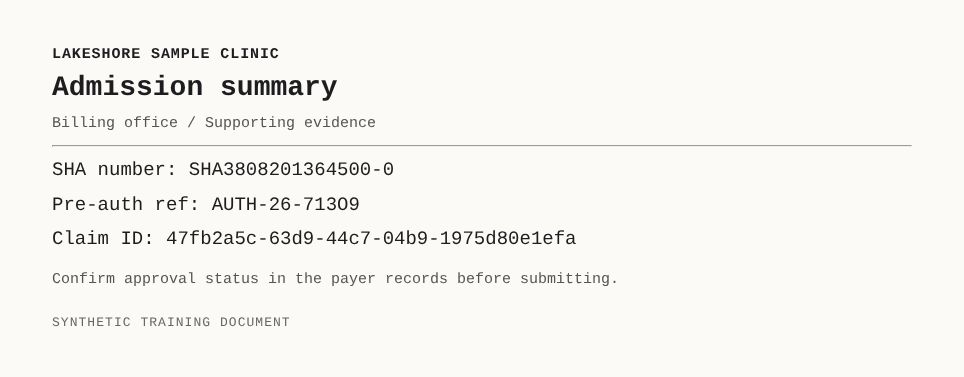 LAKESHORE SAMPLE CLINIC
Admission summary
Billing office / Supporting evidence
SHA number: SHA3808201364500-0
Pre-auth ref: AUTH-26-713O9
Claim ID: 47fb2a5c-63d9-44c7-04b9-1975d80e1efa
Confirm approval status in the payer records before submitting.
SYNTHETIC TRAINING DOCUMENT